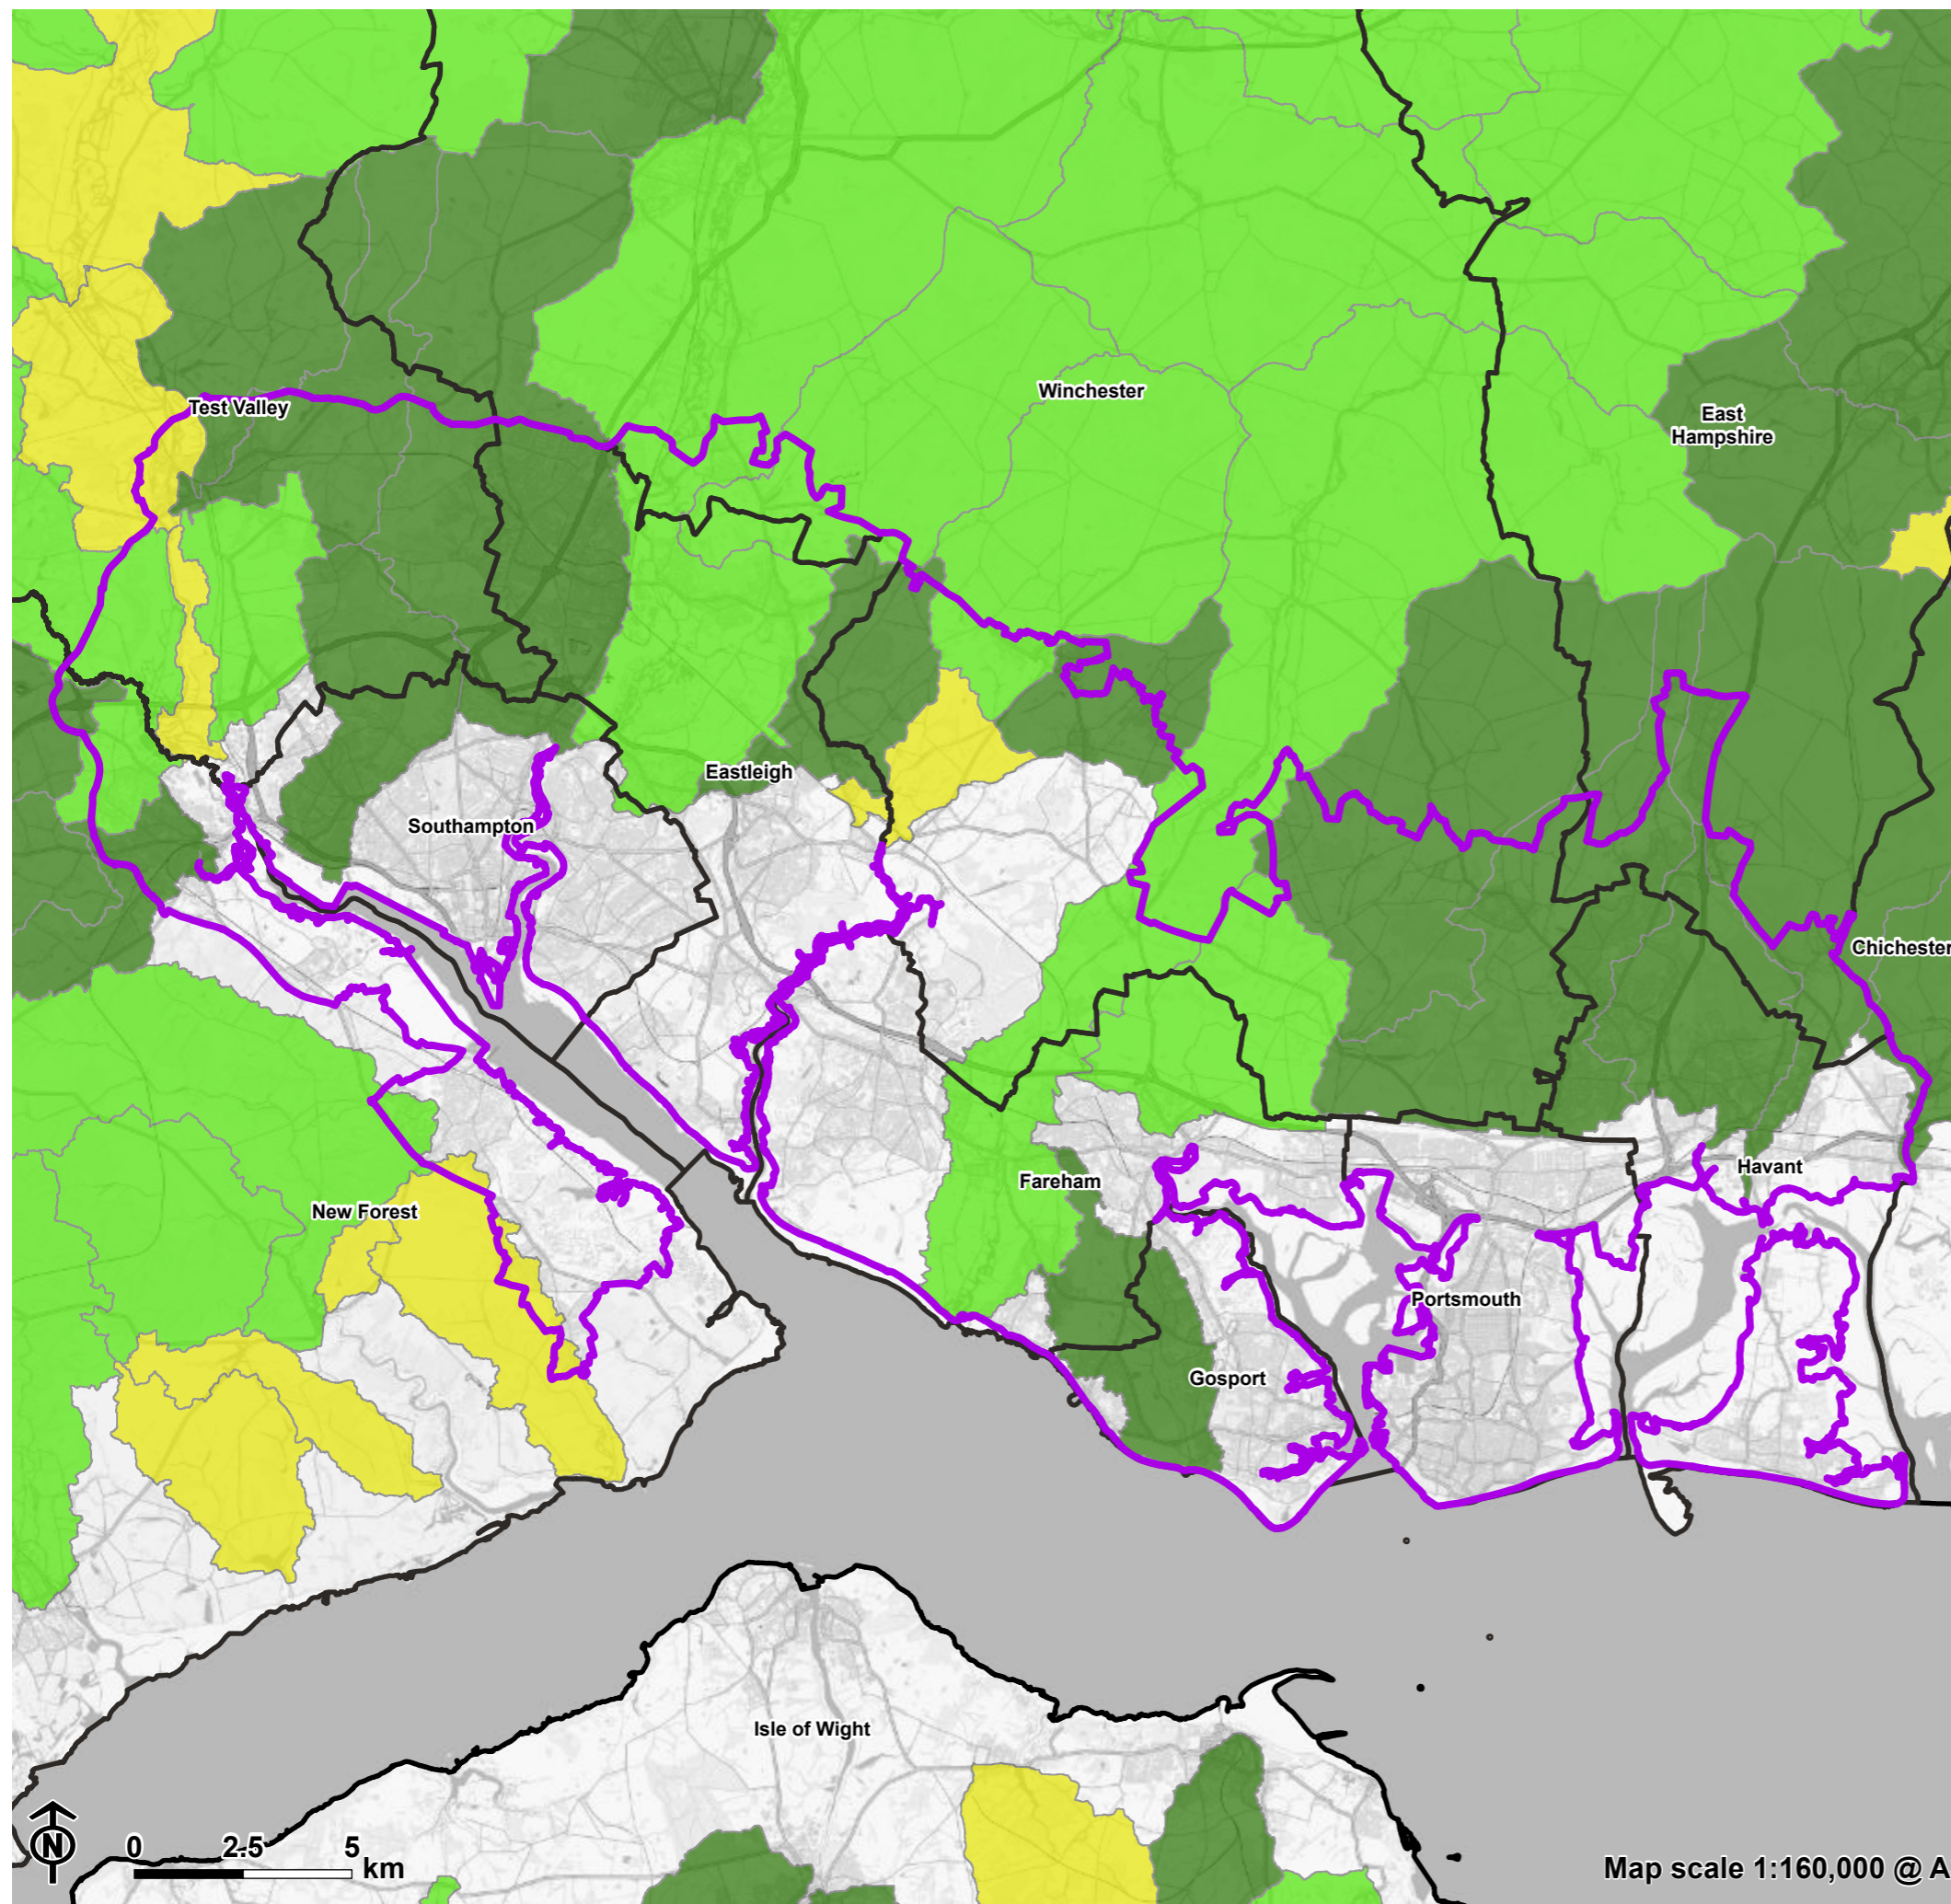 Winchester
Test Valley
East
Hampshire
Eastleigh
Southampton
Chichester
Havant
Fareham
New Forest
Portsmouth
Gosport
Isle of Wight
N
0 2.5 5
km
Map scale 1:160,000 @ A